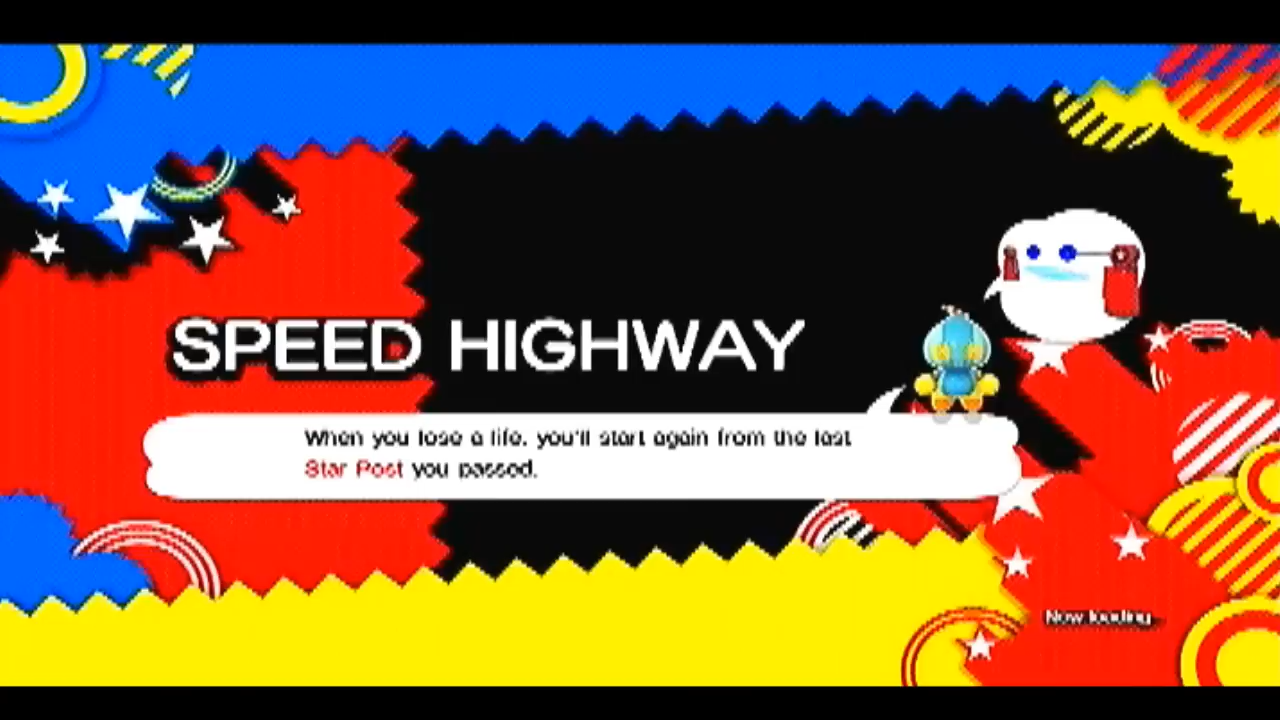 SPEED HIGHWAY
When you lose a life, you'll start again from the last
Star Post you passed.
Now loading...